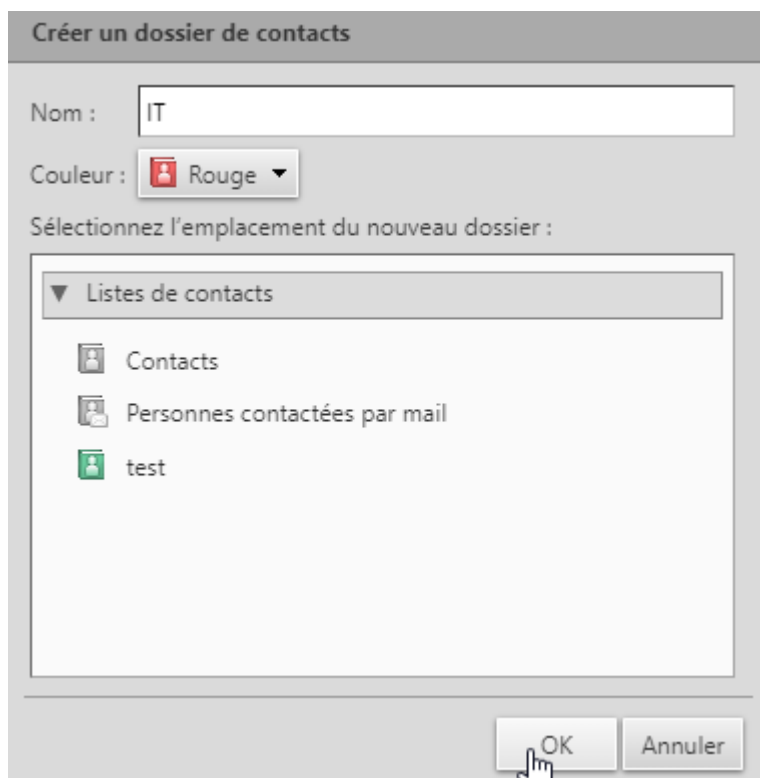 Créer un dossier de contacts
Nom : IT
Couleur : Rouge
Sélectionnez l'emplacement du nouveau dossier :
Listes de contacts
Contacts
Personnes contactées par mail
test
OK Annuler